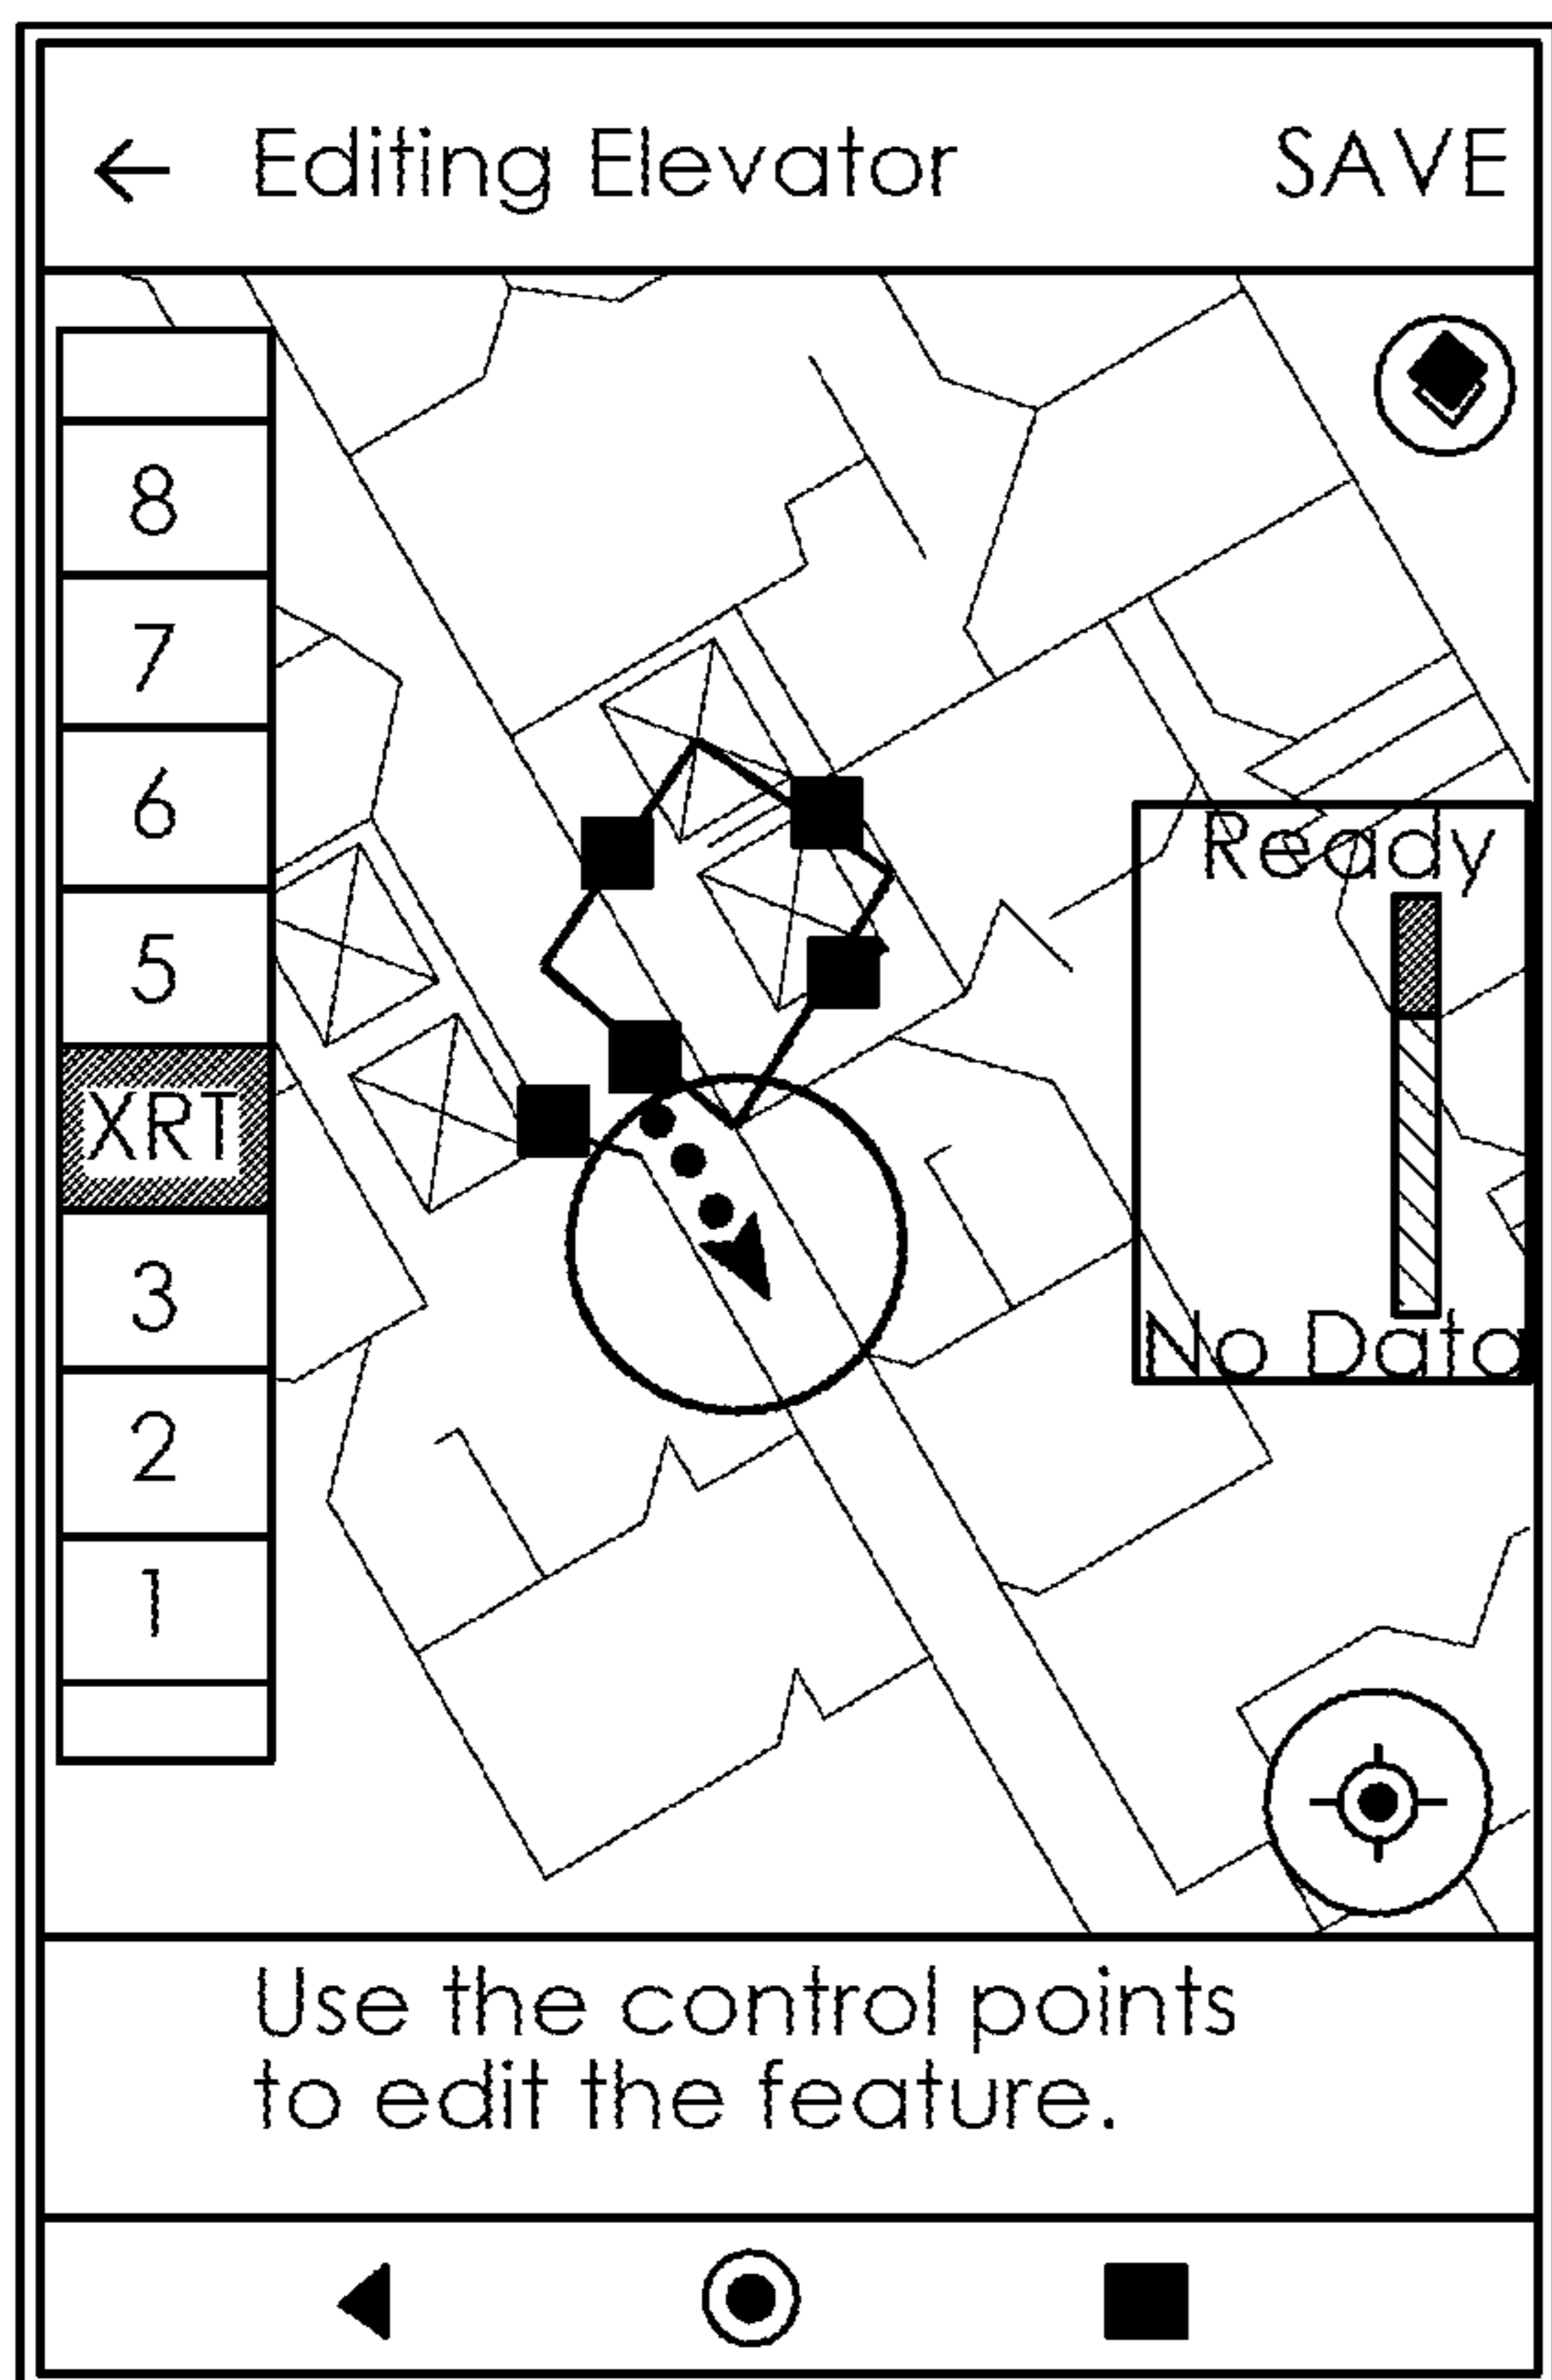 Editing Elevator
SAVE
8
7
6
5
XRT
3
2
1
Ready
No Data
Use the control points
to edit the feature.